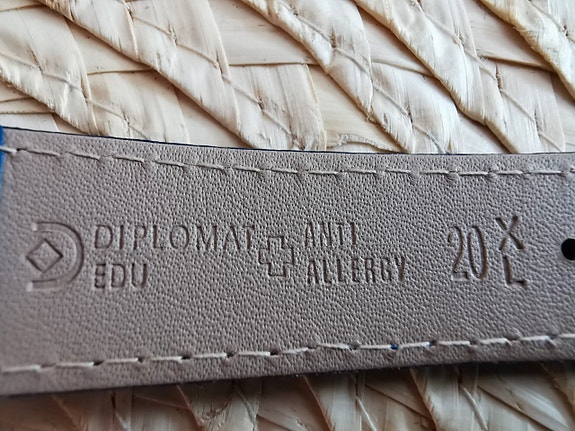 DIPLOMAT
EDU
ANTI
ALLERGY
20 XL